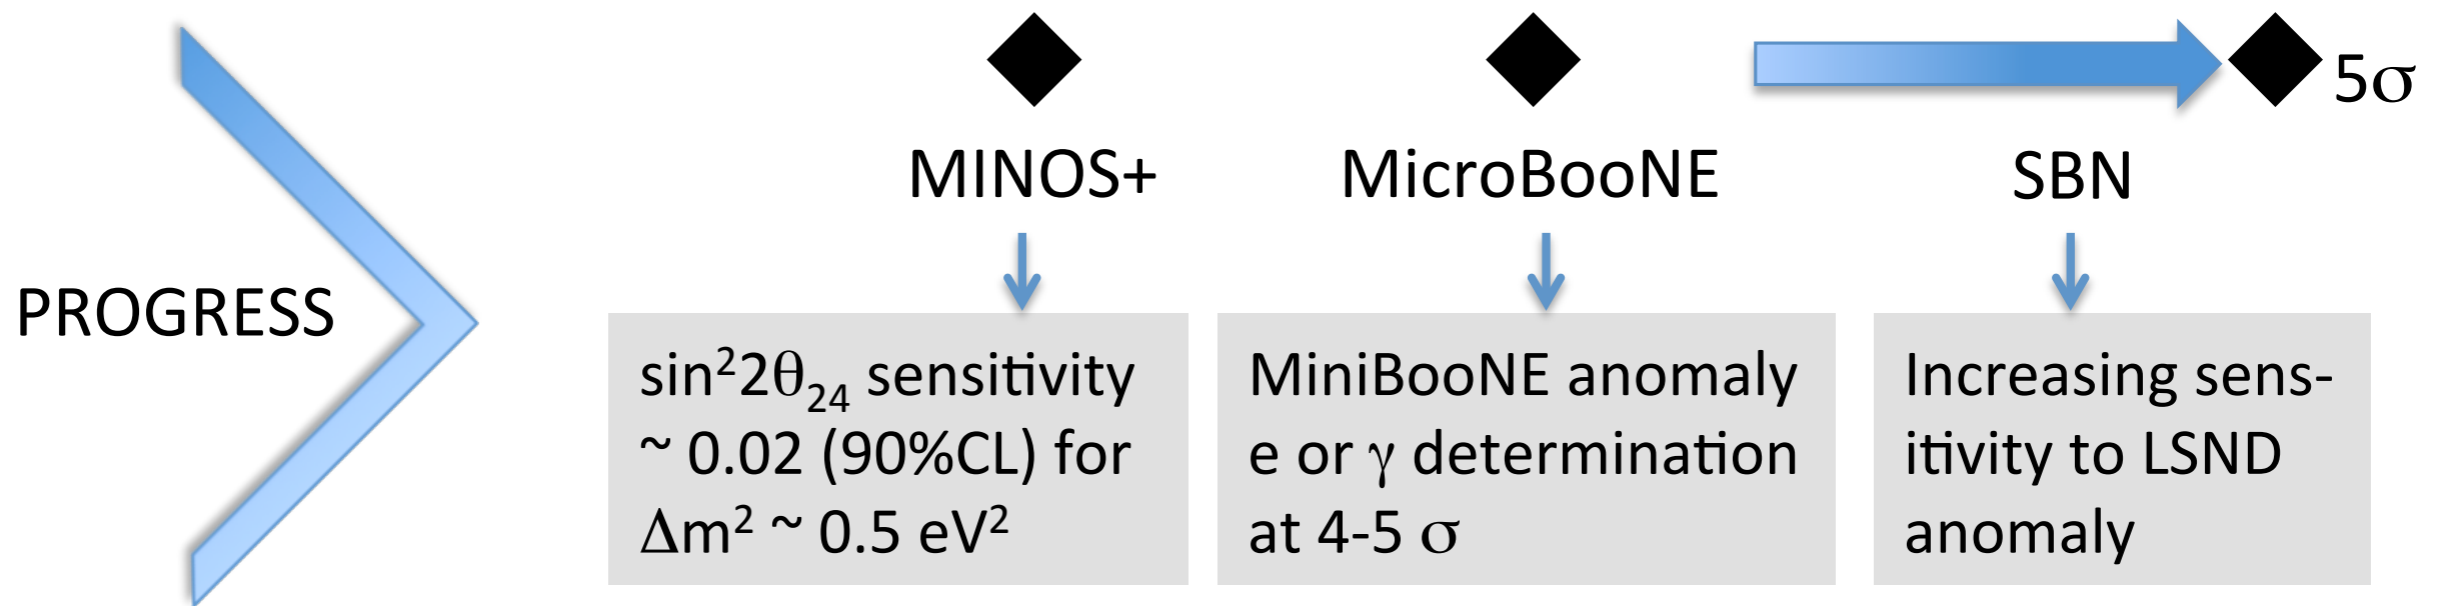 5σ
MINOS+
MicroBooNE
SBN
PROGRESS
sin²2θ₂₄ sensitivity
~ 0.02 (90%CL) for
Δm² ~ 0.5 eV²
MiniBooNE anomaly
e or γ determination
at 4-5 σ
Increasing sens-
itivity to LSND
anomaly